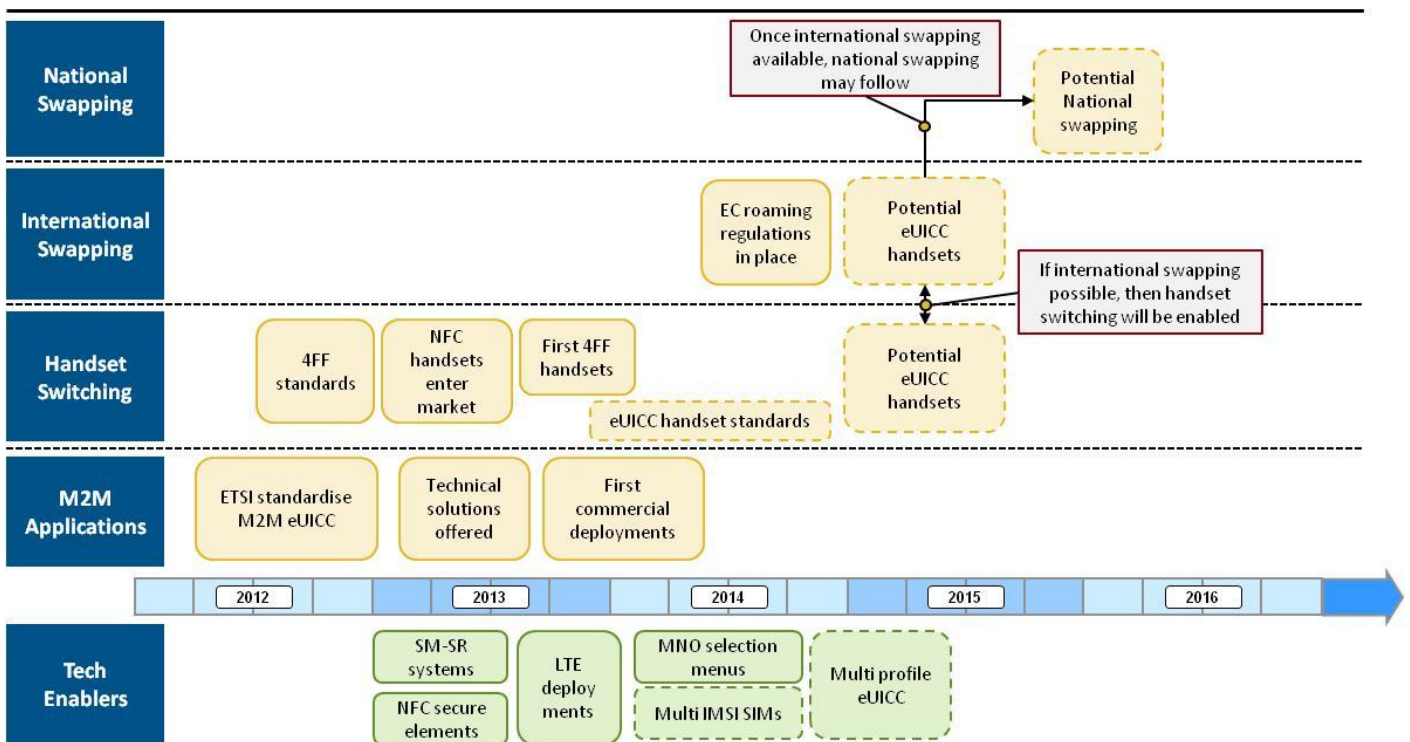 National
Swapping
Once international swapping
available, national swapping
may follow
Potential
National
swapping
International
Swapping
EC roaming
regulations
in place
Potential
eUICC
handsets
If international swapping
possible, then handset
switching will be enabled
Handset
Switching
4FF
standards
NFC
handsets
enter
market
First 4FF
handsets
eUICC handset standards
Potential
eUICC
handsets
M2M
Applications
ETSI standardise
M2M eUICC
Technical
solutions
offered
First
commercial
deployments
2012
2013
2014
2015
2016
Tech
Enablers
SM-SR
systems
NFC secure
elements
LTE
deploy
ments
MNO selection
menus
Multi IMSI SIMs
Multi profile
eUICC